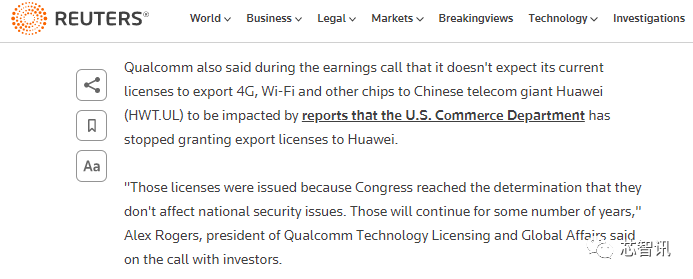 REUTERS®
World Business Legal Markets Breakingviews Technology Investigations
Qualcomm also said during the earnings call that it doesn't expect its current
licenses to export 4G, Wi-Fi and other chips to Chinese telecom giant Huawei
(HWT.UL) to be impacted by reports that the U.S. Commerce Department has
stopped granting export licenses to Huawei.
Aa
"Those licenses were issued because Congress reached the determination that they
don't affect national security issues. Those will continue for some number of years,"
Alex Rogers, president of Qualcomm Technology Licensing and Global Affairs said
on the call with investors.
芯智讯